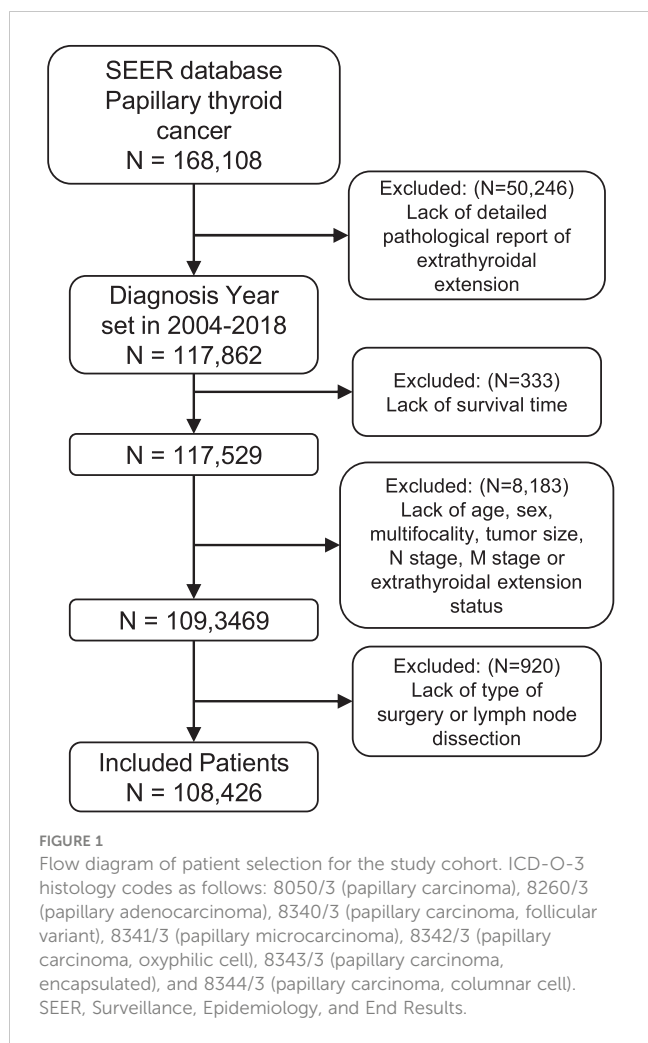 SEER database
Papillary thyroid
cancer
N = 168,108
Excluded: (N=50,246)
Lack of detailed
pathological report of
extrathyroidal
extension
Diagnosis Year
set in 2004-2018
N = 117,862
Excluded: (N=333)
Lack of survival time
N = 117,529
Excluded: (N=8,183)
Lack of age, sex,
multifocality, tumor size,
N stage, M stage or
extrathyroidal extension
status
N = 109,3469
Excluded: (N=920)
Lack of type of
surgery or lymph node
dissection
Included Patients
N = 108,426
FIGURE 1
Flow diagram of patient selection for the study cohort. ICD-O-3
histology codes as follows: 8050/3 (papillary carcinoma), 8260/3
(papillary adenocarcinoma), 8340/3 (papillary carcinoma, follicular
variant), 8341/3 (papillary microcarcinoma), 8342/3 (papillary
carcinoma, oxyphilic cell), 8343/3 (papillary carcinoma,
encapsulated), and 8344/3 (papillary carcinoma, columnar cell).
SEER, Surveillance, Epidemiology, and End Results.